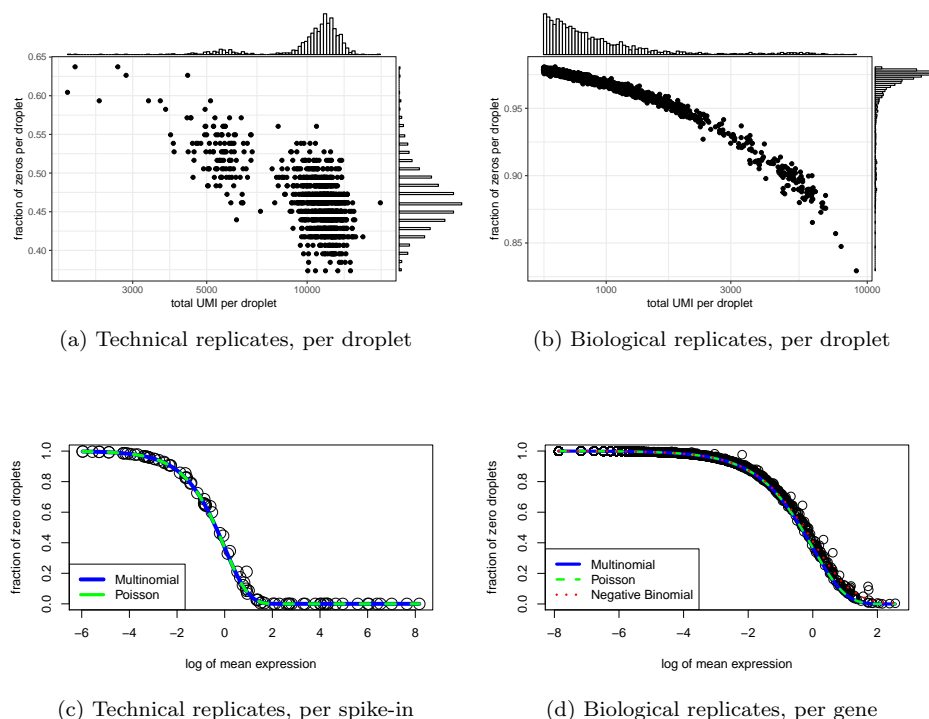 0.65
0.60
0.55
0.50
0.45
0.40
fraction of zeros per droplet
3000 5000 10000
total UMI per droplet
(a) Technical replicates, per droplet
0.95
0.90
0.85
fraction of zeros per droplet
1000 3000 10000
total UMI per droplet
(b) Biological replicates, per droplet
1.0
0.8
0.6
0.4
0.2
0.0
fraction of zero droplets
Multinomial
Poisson
−6 −4 −2 0 2 4 6 8
log of mean expression
(c) Technical replicates, per spike-in
1.0
0.8
0.6
0.4
0.2
0.0
fraction of zero droplets
Multinomial
Poisson
Negative Binomial
−8 −6 −4 −2 0 2
log of mean expression
(d) Biological replicates, per gene